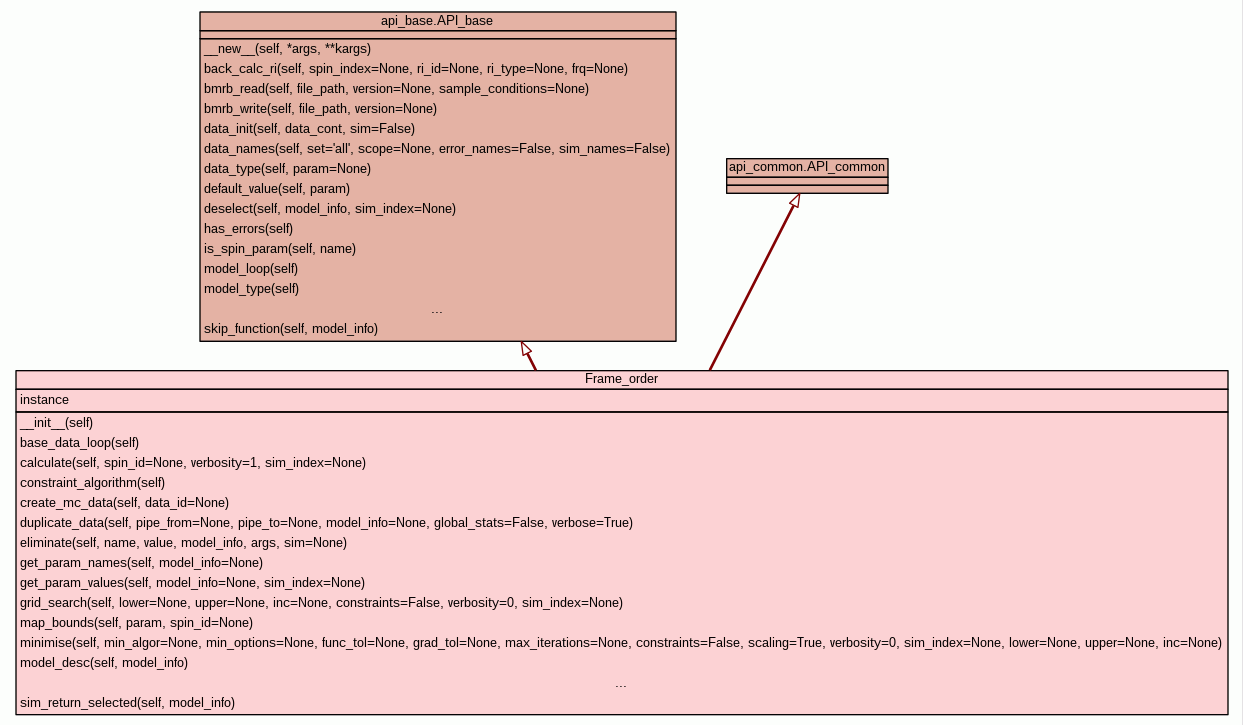 api_base.API_base
__new__(self, *args, **kargs)
back_calc_ri(self, spin_index=None, ri_id=None, ri_type=None, frq=None)
bmrb_read(self, file_path, version=None, sample_conditions=None)
bmrb_write(self, file_path, version=None)
data_init(self, data_cont, sim=False)
data_names(self, set='all', scope=None, error_names=False, sim_names=False)
data_type(self, param=None)
default_value(self, param)
deselect(self, model_info, sim_index=None)
has_errors(self)
is_spin_param(self, name)
model_loop(self)
model_type(self)
...
skip_function(self, model_info)
api_common.API_common
Frame_order
instance
__init__(self)
base_data_loop(self)
calculate(self, spin_id=None, verbosity=1, sim_index=None)
constraint_algorithm(self)
create_mc_data(self, data_id=None)
duplicate_data(self, pipe_from=None, pipe_to=None, model_info=None, global_stats=False, verbose=True)
eliminate(self, name, value, model_info, args, sim=None)
get_param_names(self, model_info=None)
get_param_values(self, model_info=None, sim_index=None)
grid_search(self, lower=None, upper=None, inc=None, constraints=False, verbosity=0, sim_index=None)
map_bounds(self, param, spin_id=None)
minimise(self, min_algor=None, min_options=None, func_tol=None, grad_tol=None, max_iterations=None, constraints=False, scaling=True, verbosity=0, sim_index=None, lower=None, upper=None, inc=None)
model_desc(self, model_info)
...
sim_return_selected(self, model_info)